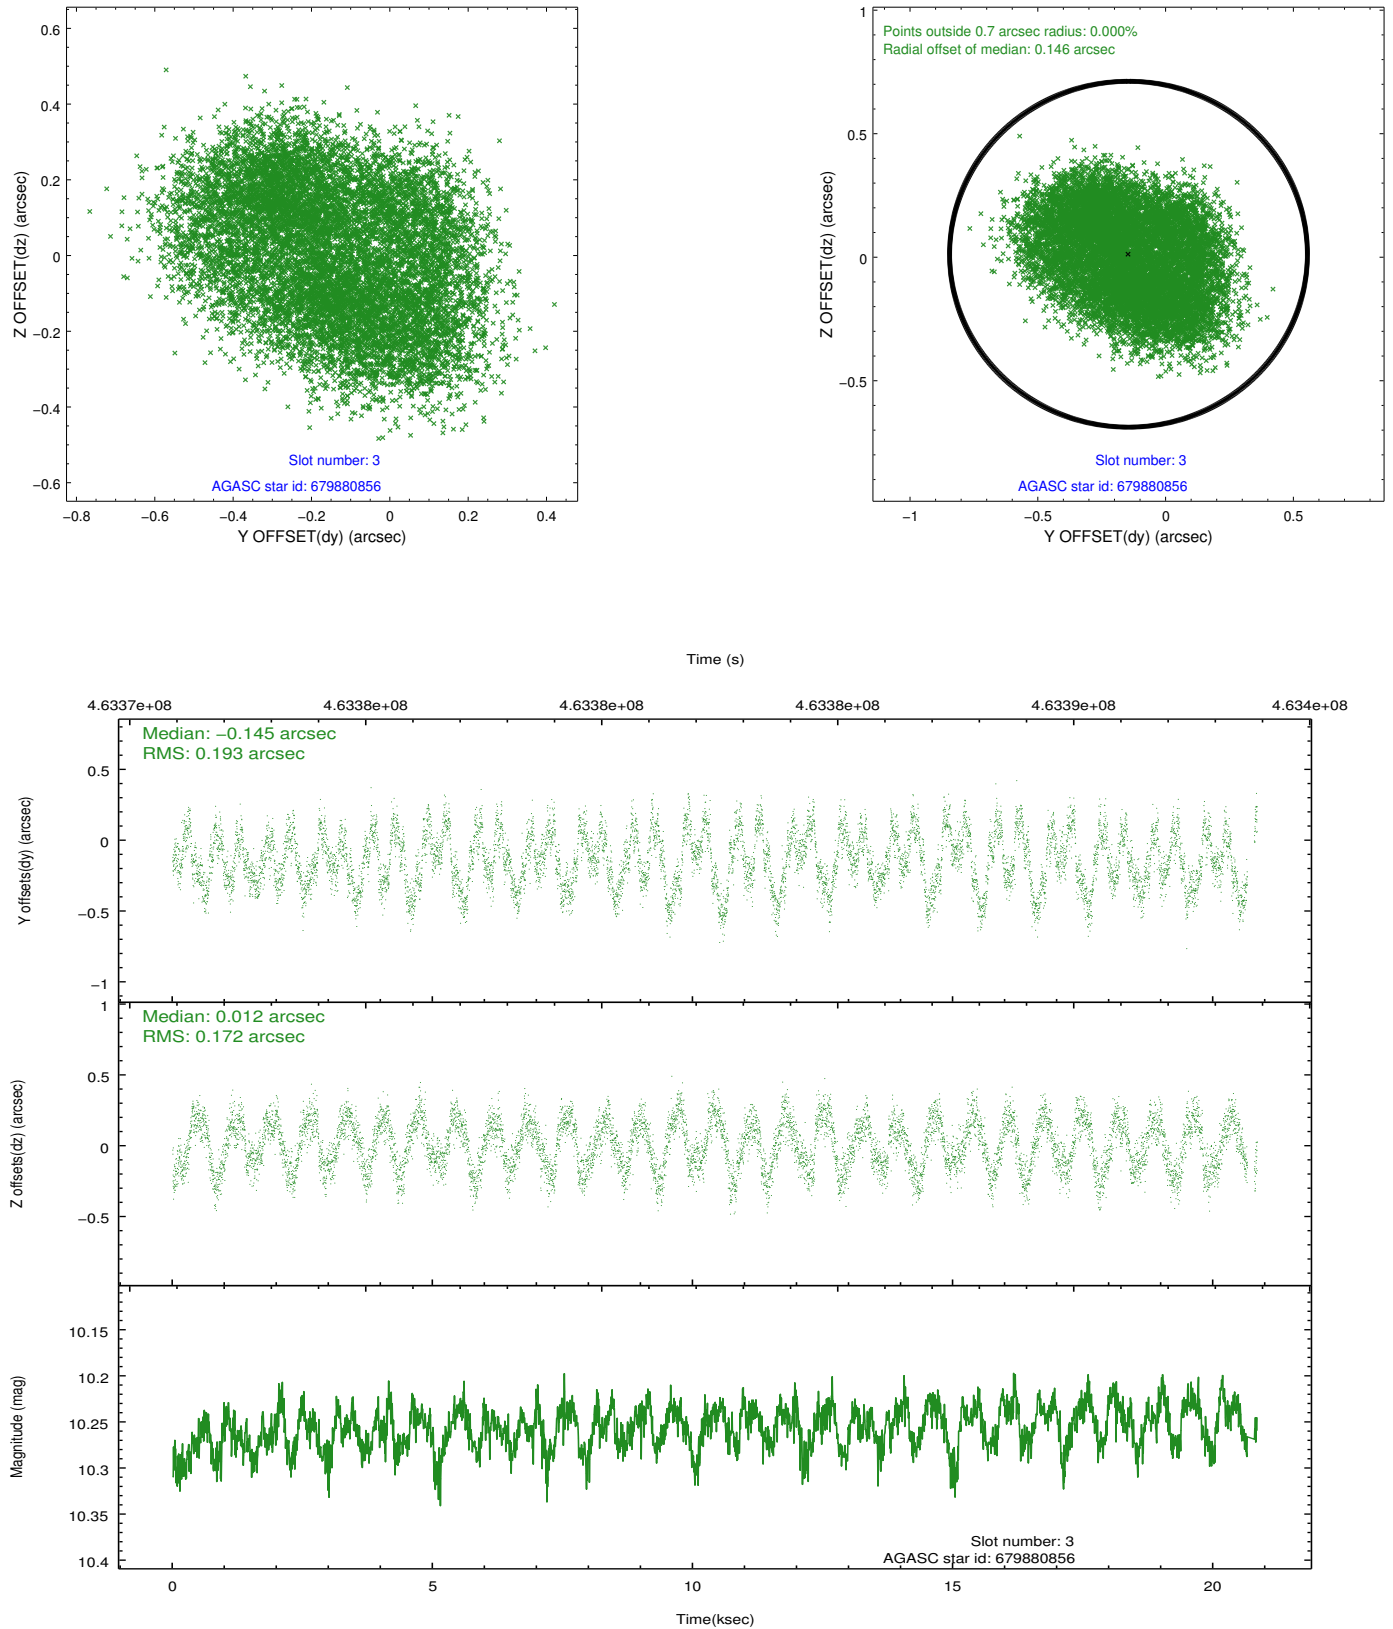 0.6
0.4
0.2
0
−0.2
−0.4
−0.6
Z OFFSET(dz) (arcsec)
Slot number: 3
AGASC star id: 679880856
−0.8 −0.6 −0.4 −0.2 0 0.2 0.4
Y OFFSET(dy) (arcsec)
1
0.5
0
−0.5
Z OFFSET(dz) (arcsec)
Points outside 0.7 arcsec radius: 0.000%
Radial offset of median: 0.146 arcsec
Slot number: 3
AGASC star id: 679880856
−1 −0.5 0 0.5
Y OFFSET(dy) (arcsec)
Time (s)
4.6337e+08 4.6338e+08 4.6338e+08 4.6338e+08 4.6339e+08 4.634e+08
Median: −0.145 arcsec
RMS: 0.193 arcsec
0.5
0
−0.5
−1
Y offsets(dy) (arcsec)
Median: 0.012 arcsec
RMS: 0.172 arcsec
1
0.5
0
−0.5
Z offsets(dz) (arcsec)
10.15
10.2
10.25
10.3
10.35
10.4
Magnitude (mag)
Slot number: 3
AGASC star id: 679880856
0 5 10 15 20
Time(ksec)